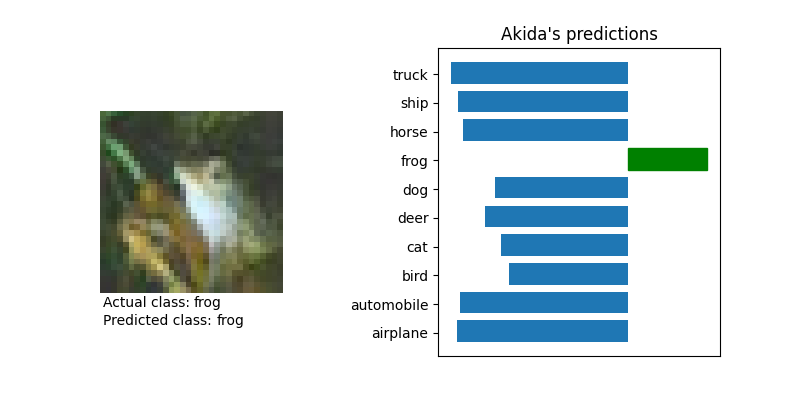 Akida's predictions
truck
ship
horse
frog
dog
deer
cat
bird
automobile
airplane
Actual class: frog
Predicted class: frog